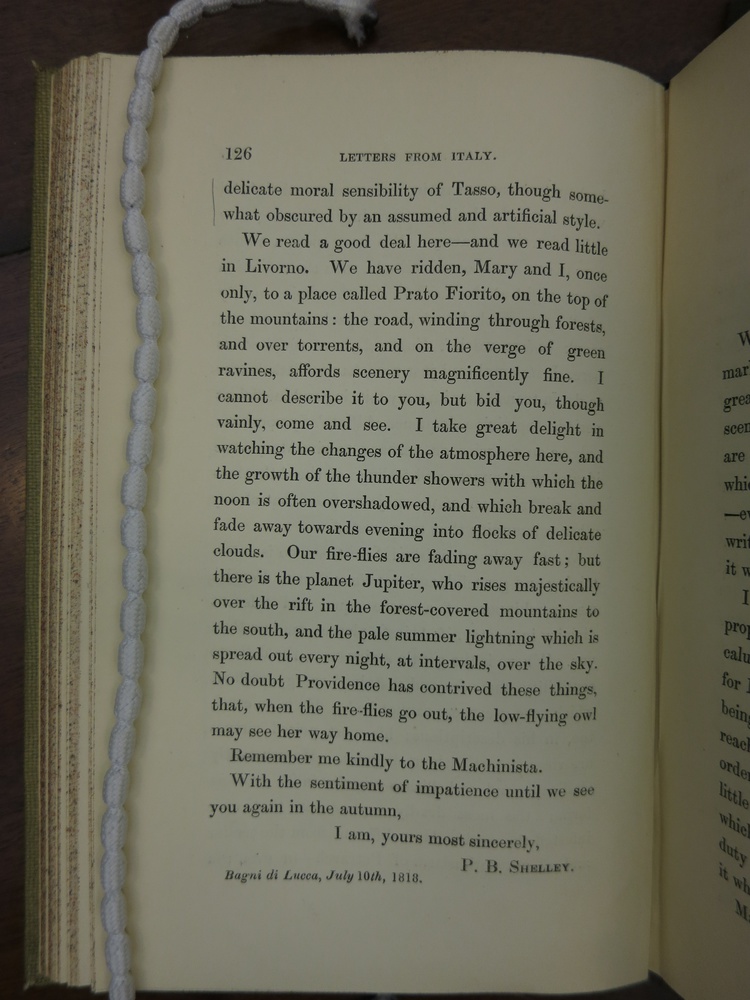 126 LETTERS FROM ITALY.
delicate moral sensibility of Tasso, though some-
what obscured by an assumed and artificial style.
We read a good deal here—and we read little
in Livorno. We have ridden, Mary and I, once
only, to a place called Prato Fiorito, on the top of
the mountains: the road, winding through forests,
and over torrents, and on the verge of green
ravines, affords scenery magnificently fine. I
cannot describe it to you, but bid you, though
vainly, come and see. I take great delight in
watching the changes of the atmosphere here, and
the growth of the thunder showers with which the
noon is often overshadowed, and which break and
fade away towards evening into flocks of delicate
clouds. Our fire-flies are fading away fast; but
there is the planet Jupiter, who rises majestically
over the rift in the forest-covered mountains to
the south, and the pale summer lightning which is
spread out every night, at intervals, over the sky.
No doubt Providence has contrived these things,
that, when the fire-flies go out, the low-flying owl
may see her way home.
Remember me kindly to the Machinista.
With the sentiment of impatience until we see
you again in the autumn,
I am, yours most sincerely,
P. B. SHELLEY.
Bagni di Lucca, July 10th, 1818.
are
it w
I
for
duty
it wh